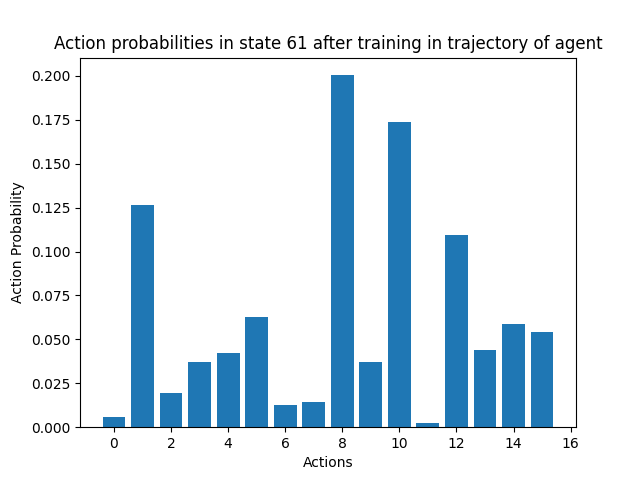 Action probabilities in state 61 after training in trajectory of agent
0.200
0.175
0.150
0.125
0.100
0.075
0.050
0.025
0.000
Action Probability
0 2 4 6 8 10 12 14 16
Actions